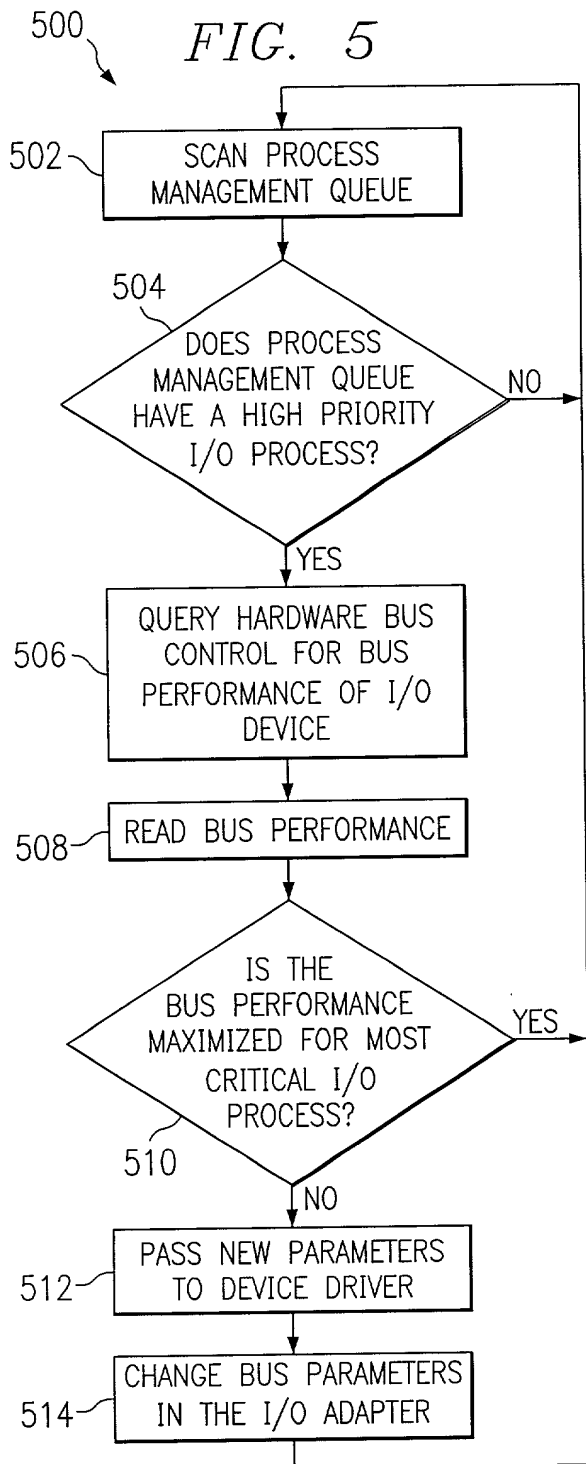 500
FIG. 5
502
SCAN PROCESS
MANAGEMENT QUEUE
504
DOES PROCESS
MANAGEMENT QUEUE
HAVE A HIGH PRIORITY
I/O PROCESS?
NO
YES
506
QUERY HARDWARE BUS
CONTROL FOR BUS
PERFORMANCE OF I/O
DEVICE
508
READ BUS PERFORMANCE
IS THE
BUS PERFORMANCE
MAXIMIZED FOR MOST
CRITICAL I/O
PROCESS?
YES
510
NO
512
PASS NEW PARAMETERS
TO DEVICE DRIVER
514
CHANGE BUS PARAMETERS
IN THE I/O ADAPTER